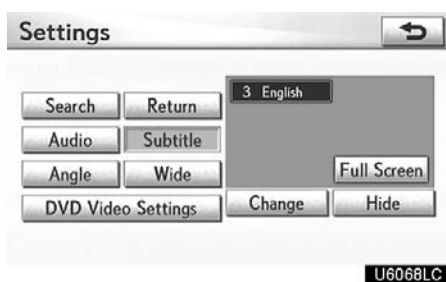 Settings
3 English
Search Return
Audio Subtitle
Angle Wide
Full Screen
DVD Video Settings
Change Hide
U6068LC